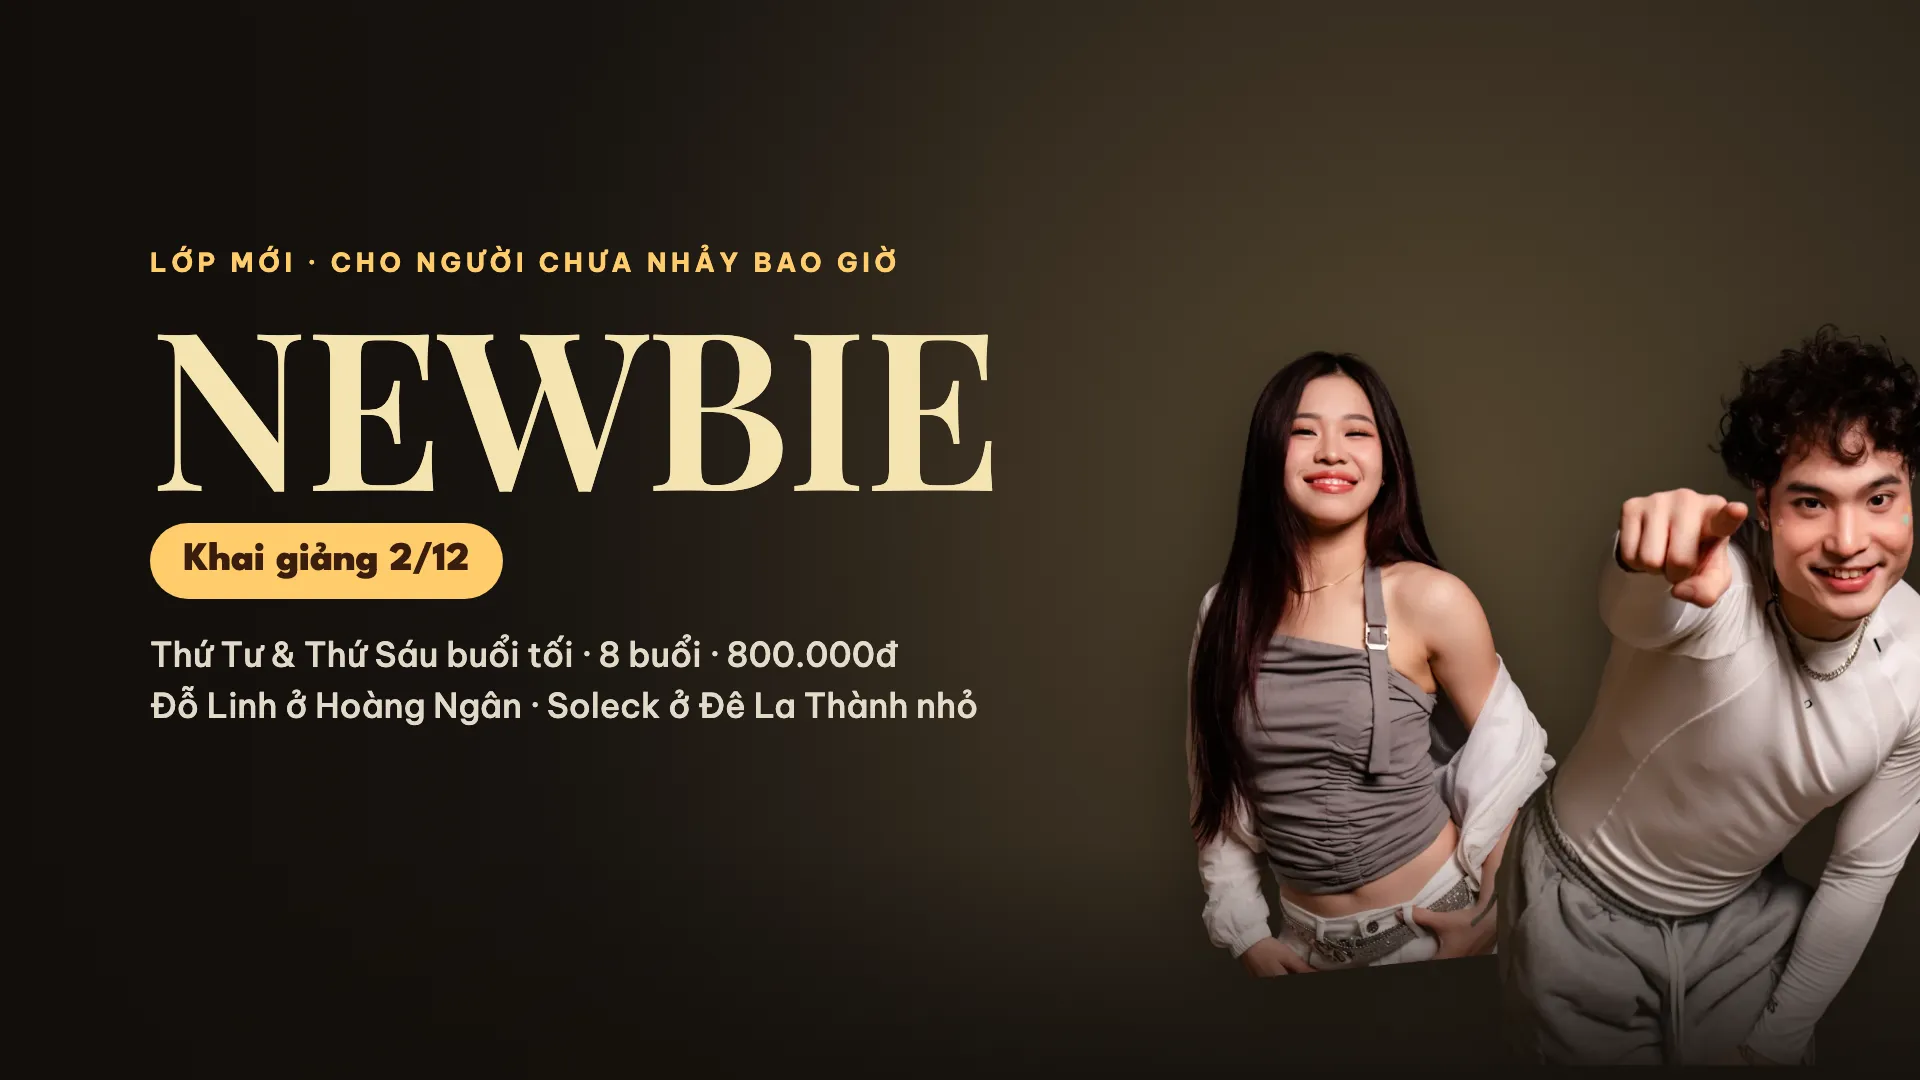 LỚP MỚI · CHO NGƯỜI CHƯA NHẢY BAO GIỜ
NEWBIE
Khai giảng 2/12
Thứ Tư & Thứ Sáu buổi tối · 8 buổi · 800.000đ
Đỗ Linh ở Hoàng Ngân · Soleck ở Đê La Thành nhỏ